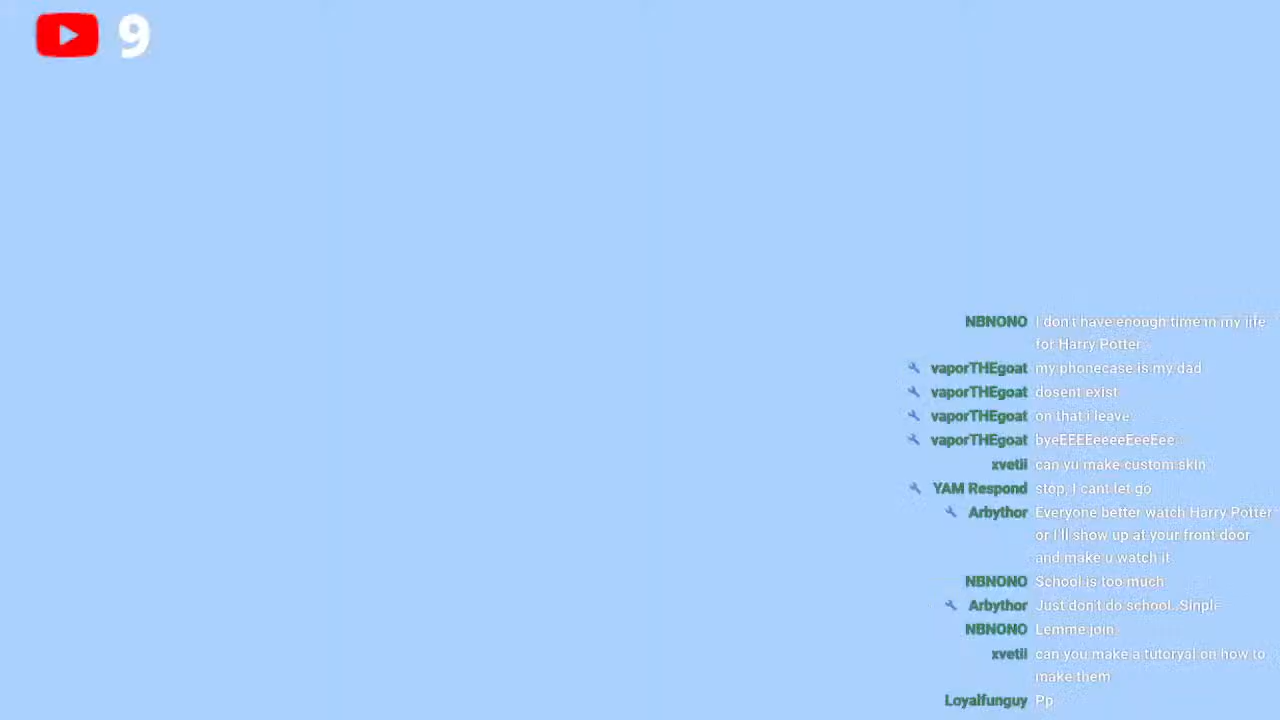 9
NBNONO I don't have enough time in my life
for Harry Potter
vaporTHEgoat my phonecase is my dad
vaporTHEgoat dosent exist
vaporTHEgoat on that i leave
vaporTHEgoat byeEEEEeeeeEeeEee
xvetii can yu make custom skin
YAM Respond stop, I cant let go
Arbythor Everyone better watch Harry Potter
or I'll show up at your front door
and make u watch it
NBNONO School is too much
Arbythor Just don't do school..Sinple
NBNONO Lemme join
xvetii can you make a tutoryal on how to
make them
Loyalfunguy Pp